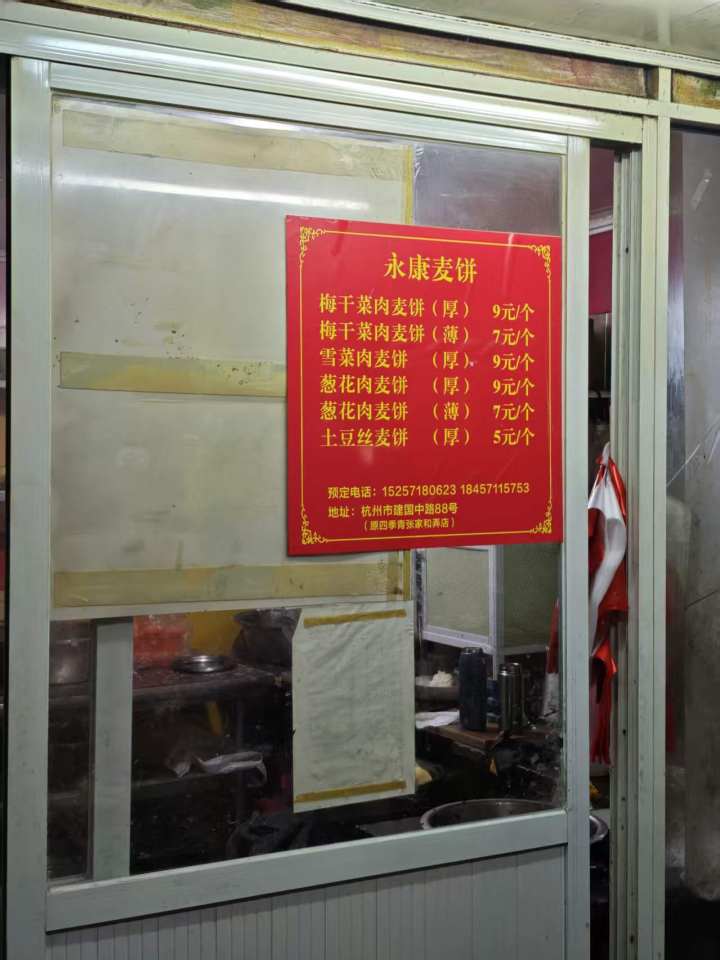 永康麦饼
梅干菜肉麦饼（厚） 9元/个
梅干菜肉麦饼（薄） 7元/个
雪菜肉麦饼 （厚） 9元/个
葱花肉麦饼 （厚） 9元/个
葱花肉麦饼 （薄） 7元/个
土豆丝麦饼 （厚） 5元/个
预定电话：15257180623 18457115753
地址：杭州市建国中路88号
（原四季青张家和弄店）